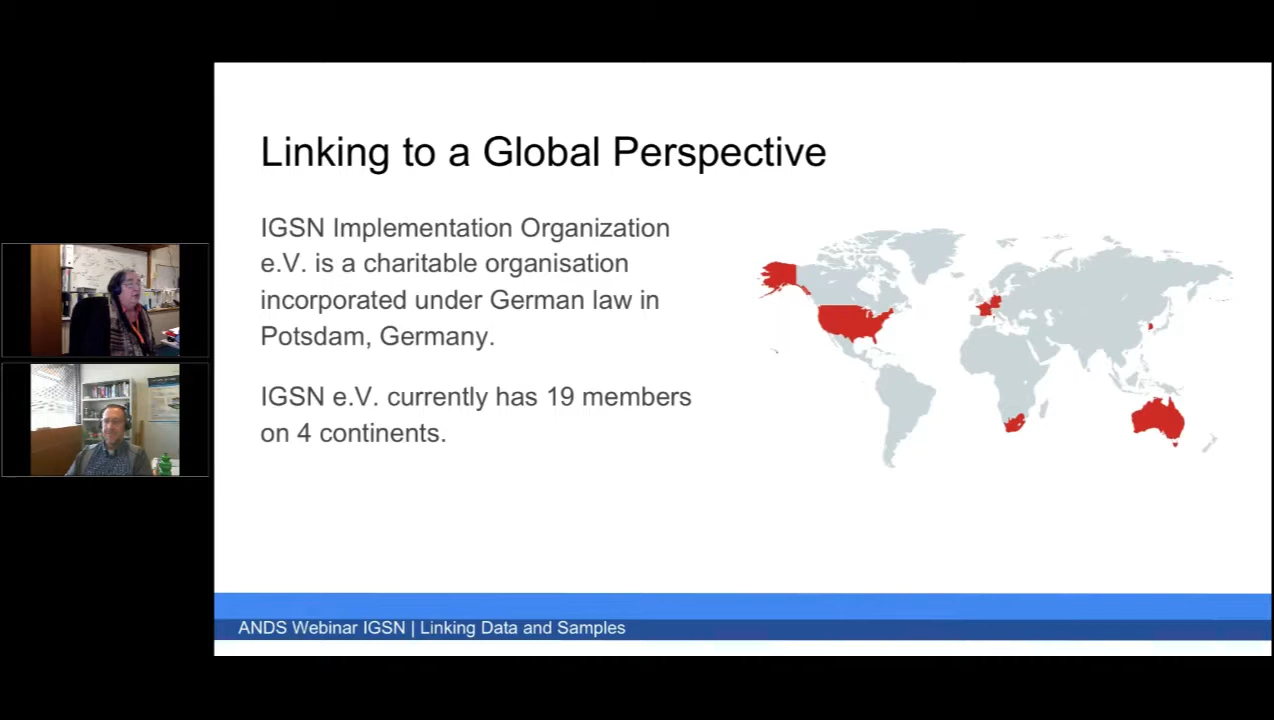 Linking to a Global Perspective
IGSN Implementation Organization
e.V. is a charitable organisation
incorporated under German law in
Potsdam, Germany.
IGSN e.V. currently has 19 members
on 4 continents.
ANDS Webinar IGSN | Linking Data and Samples